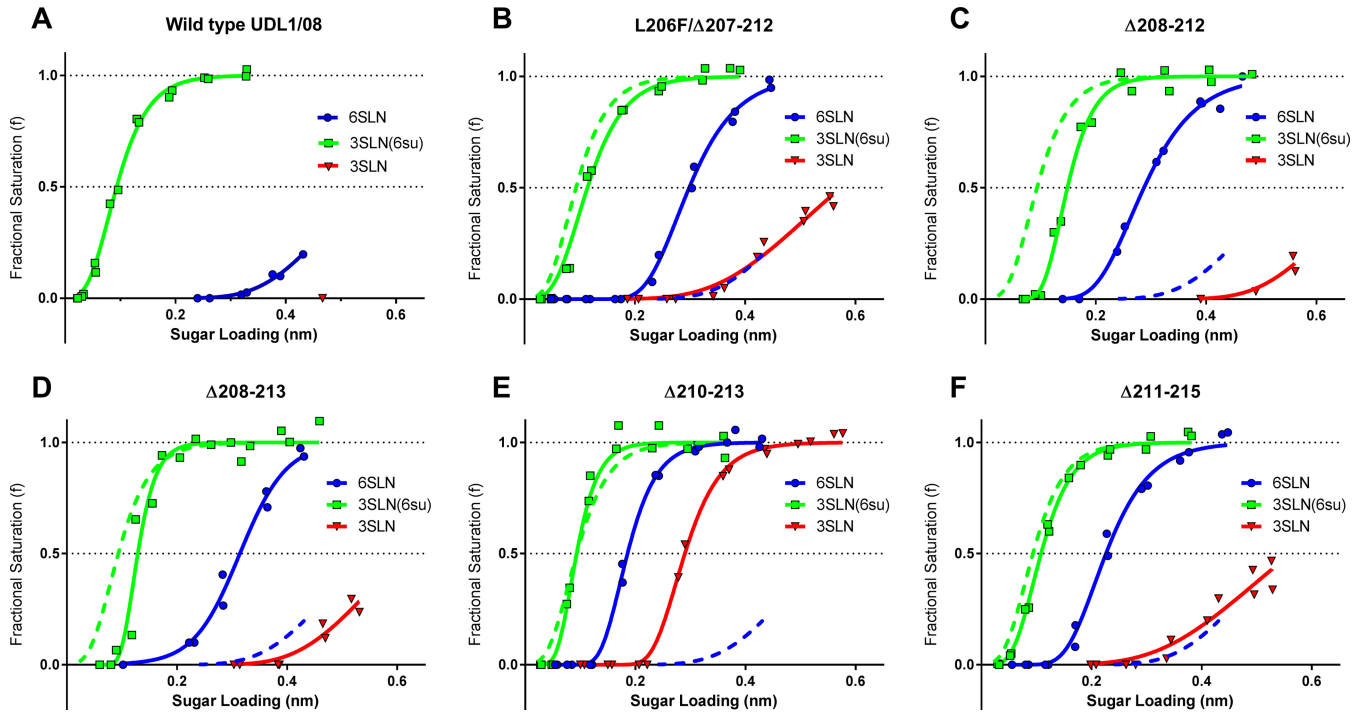 A
Wild type UDL1/08
Fractional Saturation (f)
1.0
0.5
0.0
0.2
0.4
0.6
Sugar Loading (nm)
6SLN
3SLN(6su)
3SLN
B
L206F/Δ207-212
Fractional Saturation (f)
1.0
0.5
0.0
0.2
0.4
0.6
Sugar Loading (nm)
6SLN
3SLN(6su)
3SLN
C
Δ208-212
Fractional Saturation (f)
1.0
0.5
0.0
0.2
0.4
0.6
Sugar Loading (nm)
6SLN
3SLN(6su)
3SLN
D
Δ208-213
Fractional Saturation (f)
1.0
0.5
0.0
0.2
0.4
0.6
Sugar Loading (nm)
6SLN
3SLN(6su)
3SLN
E
Δ210-213
Fractional Saturation (f)
1.0
0.5
0.0
0.2
0.4
0.6
Sugar Loading (nm)
6SLN
3SLN(6su)
3SLN
F
Δ211-215
Fractional Saturation (f)
1.0
0.5
0.0
0.2
0.4
0.6
Sugar Loading (nm)
6SLN
3SLN(6su)
3SLN